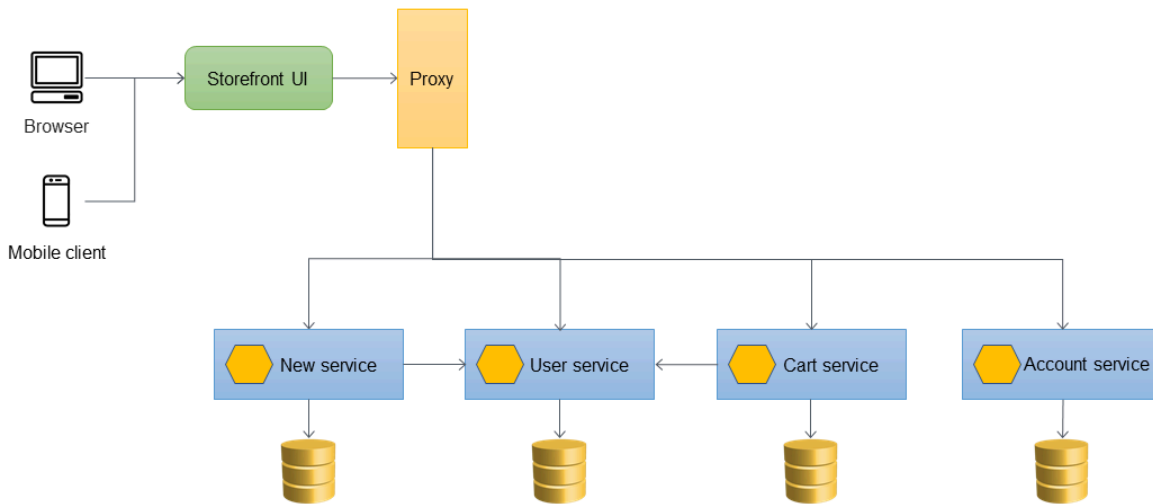 Storefront UI
Proxy
Browser
Mobile client
New service
User service
Cart service
Account service